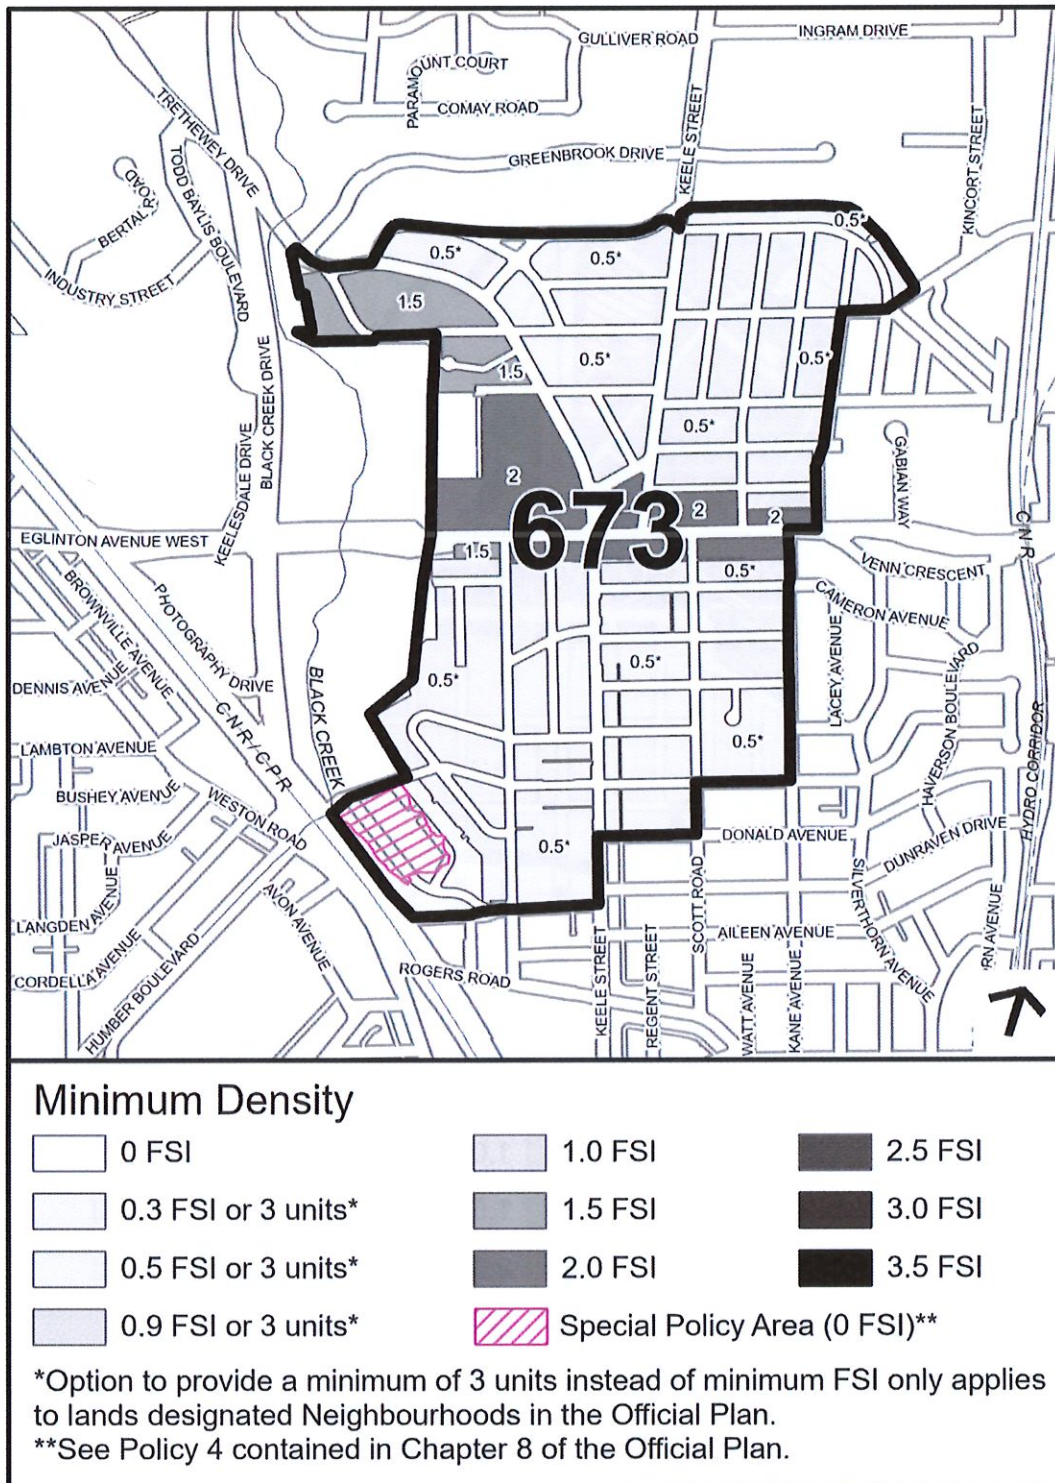 GULLIVER ROAD
INGRAM DRIVE
PARAMOUNT COURT
COMAY ROAD
TRETHEWEY DRIVE
KEELE STREET
KINCORT STREET
GREENBROOK DRIVE
TODD BAYLIS BOULEVARD
BERTAL ROAD
INDUSTRY STREET
0.5*
0.5*
0.5*
1.5
BLACK CREEK DRIVE
0.5*
0.5*
1.5
0.5*
KEELESDALE DRIVE
GABIAN WAY
2
673
2
2
C N R
EGLINTON AVENUE WEST
1.5
0.5*
VENN CRESCENT
CAMERON AVENUE
BROWNVILLE AVENUE
PHOTOGRAPHY DRIVE
LACEY AVENUE
HAVERSON BOULEVARD
DENNIS AVENUE
BLACK CREEK
0.5*
0.5*
HYDRO CORRIDOR
C N R / C P R
0.5*
LAMBTON AVENUE
BUSHEY AVENUE
WESTON ROAD
JASPER AVENUE
0.5*
DONALD AVENUE
DUNRAVEN DRIVE
SILVERTHORN AVENUE
SCOTT ROAD
AVON AVENUE
LANGDEN AVENUE
AILEEN AVENUE
RN AVENUE
CORDELLA AVENUE
HUMBER BOULEVARD
ROGERS ROAD
KEELE STREET
REGENT STREET
WATT AVENUE
KANE AVENUE
Minimum Density
0 FSI
1.0 FSI
2.5 FSI
0.3 FSI or 3 units*
1.5 FSI
3.0 FSI
0.5 FSI or 3 units*
2.0 FSI
3.5 FSI
0.9 FSI or 3 units*
Special Policy Area (0 FSI)**
*Option to provide a minimum of 3 units instead of minimum FSI only applies
to lands designated Neighbourhoods in the Official Plan.
**See Policy 4 contained in Chapter 8 of the Official Plan.